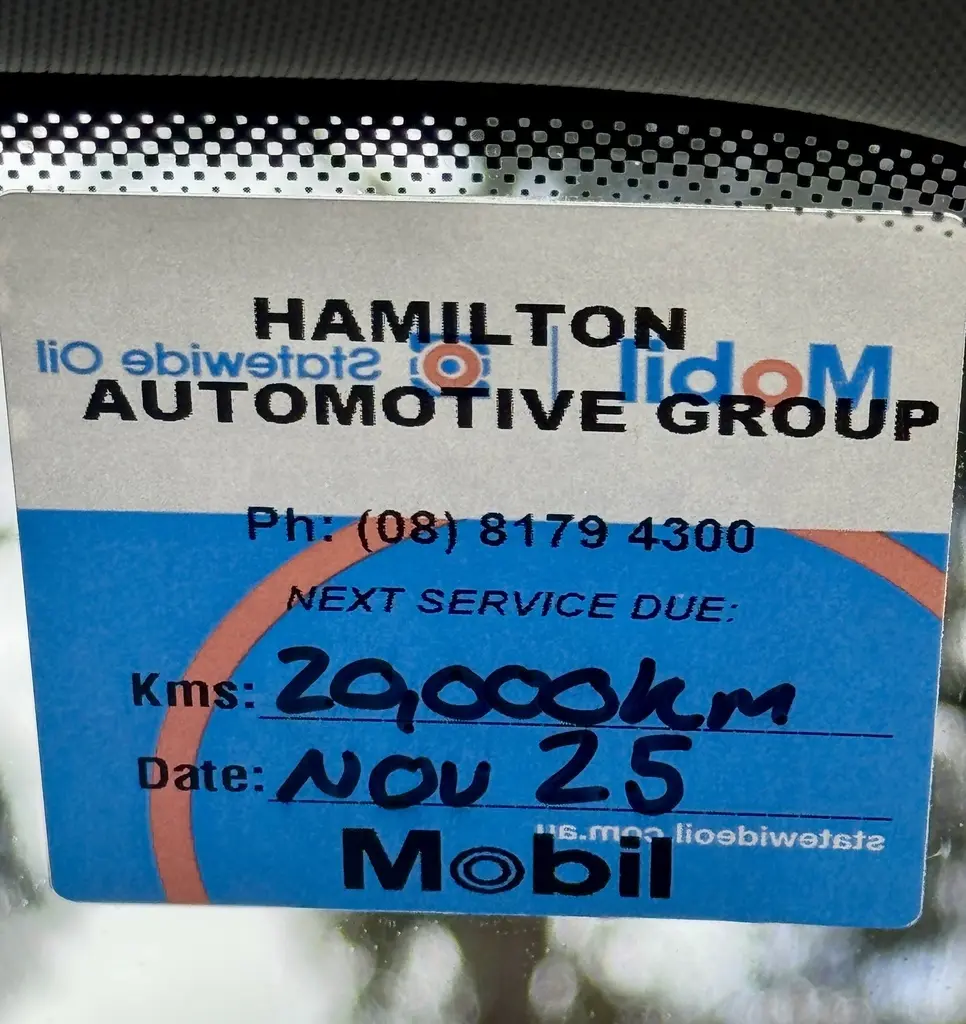 HAMILTON
Statewide Oil | Mobil
AUTOMOTIVE GROUP
Ph: (08) 8179 4300
NEXT SERVICE DUE:
Kms: 20,000km
Date: NOV 25
statewideoil.com.au
Mobil